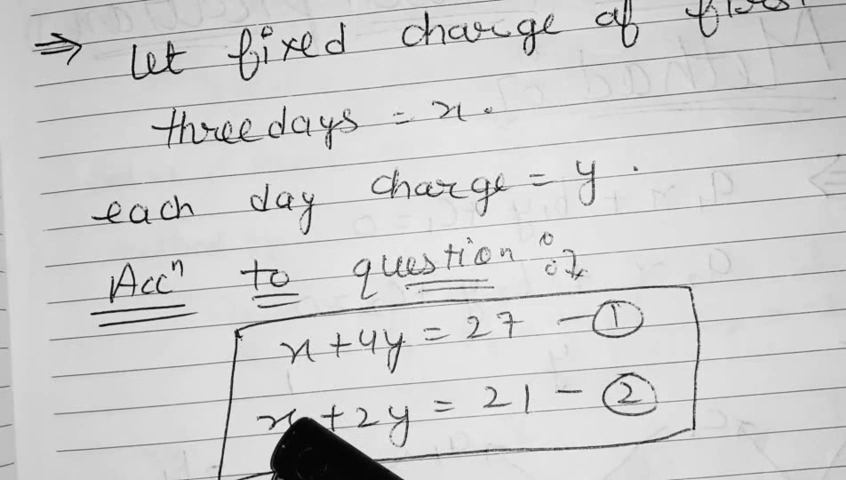 ⇒ Let fixed charge of
three days = x.
each day charge = y.
Accⁿ to question :-
x + 4y = 27 - ①
x + 2y = 21 - ②